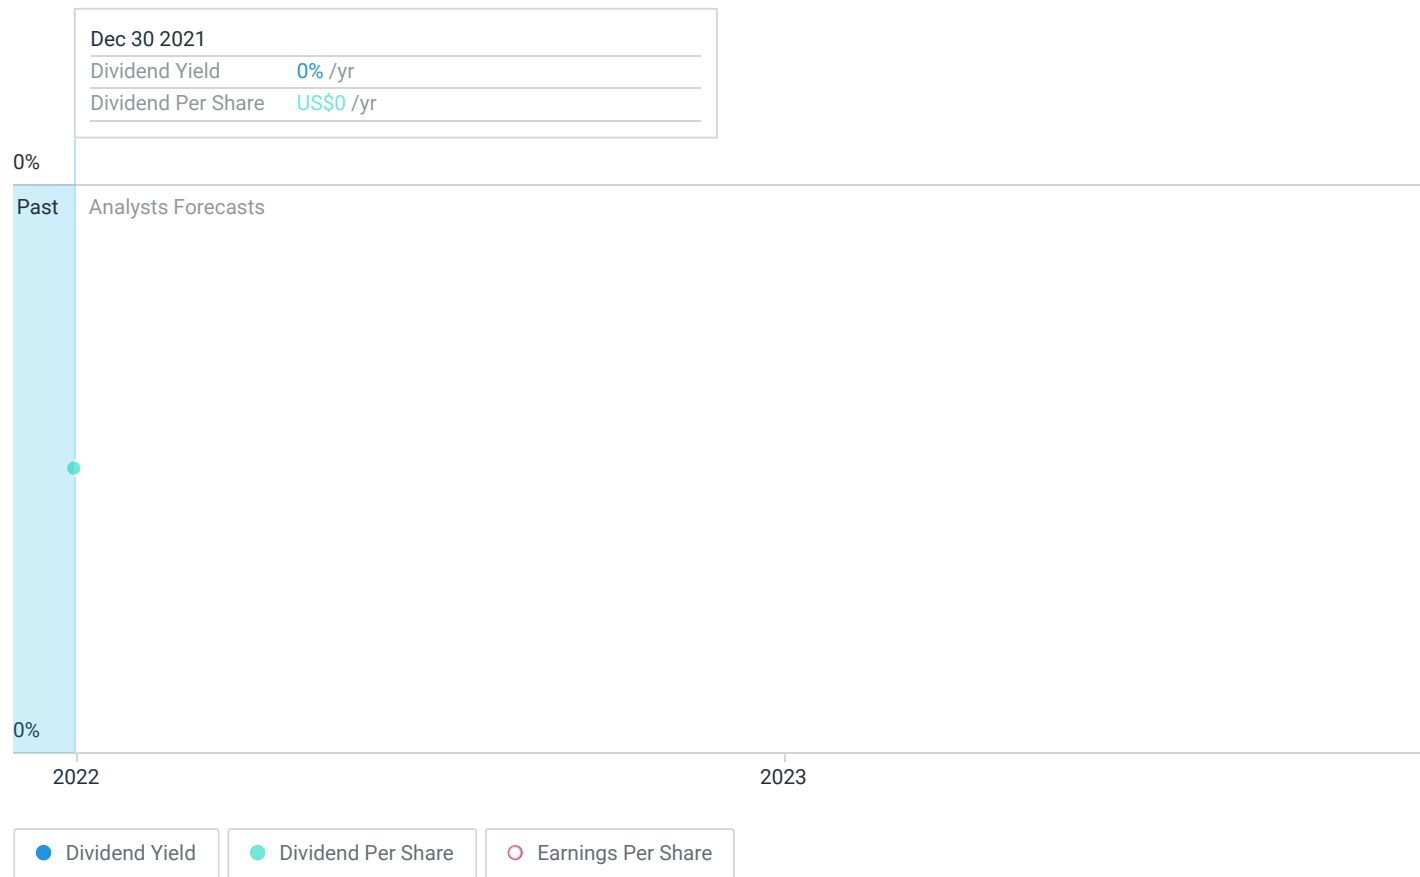 Dec 30 2021
Dividend Yield 0% /yr
Dividend Per Share US$0 /yr
0%
Past Analysts Forecasts
0%
2022 2023
Dividend Yield Dividend Per Share Earnings Per Share